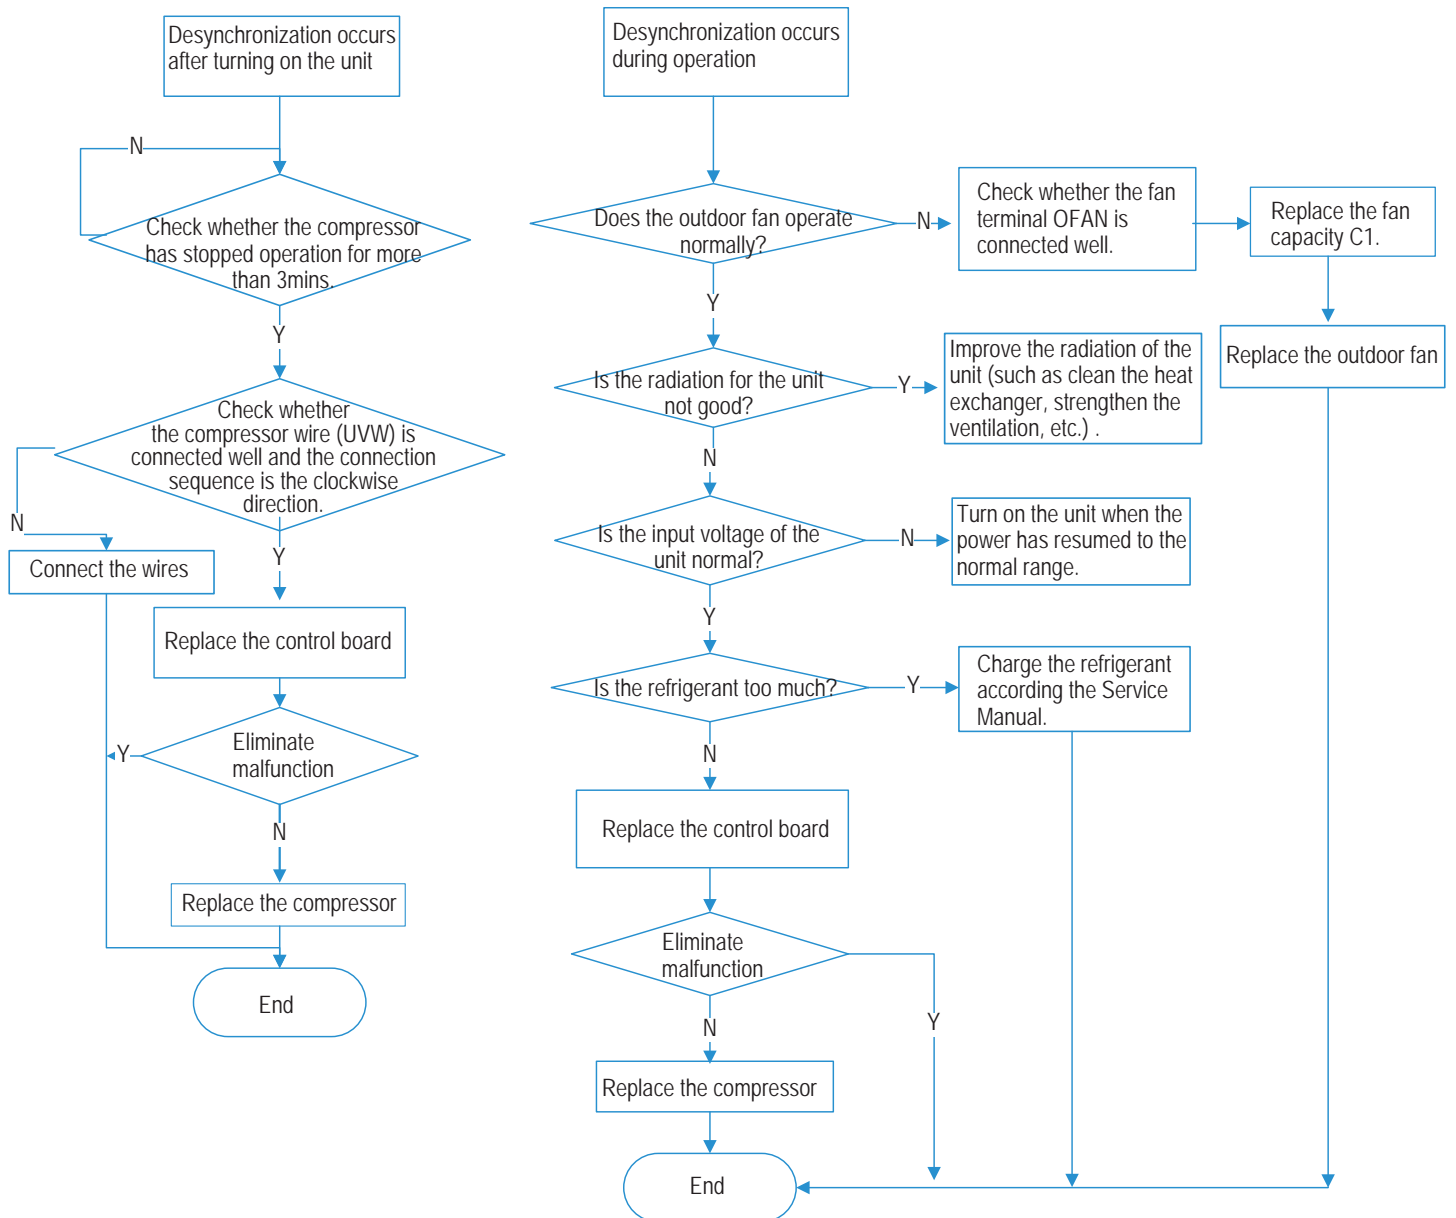 Desynchronization occurs
after turning on the unit
N
Check whether the compressor
has stopped operation for more
than 3mins.
Y
Check whether
the compressor wire (UVW) is
connected well and the connection
sequence is the clockwise
direction.
N
Y
Connect the wires
Replace the control board
Eliminate
malfunction
Y
N
Replace the compressor
End
Desynchronization occurs
during operation
Does the outdoor fan operate
normally?
N
Check whether the fan
terminal OFAN is
connected well.
Replace the fan
capacity C1.
Replace the outdoor fan
Y
Is the radiation for the unit
not good?
Y
Improve the radiation of the
unit (such as clean the heat
exchanger, strengthen the
ventilation, etc.) .
N
Is the input voltage of the
unit normal?
N
Turn on the unit when the
power has resumed to the
normal range.
Y
Is the refrigerant too much?
Y
Charge the refrigerant
according the Service
Manual.
N
Replace the control board
Eliminate
malfunction
Y
N
Replace the compressor
End